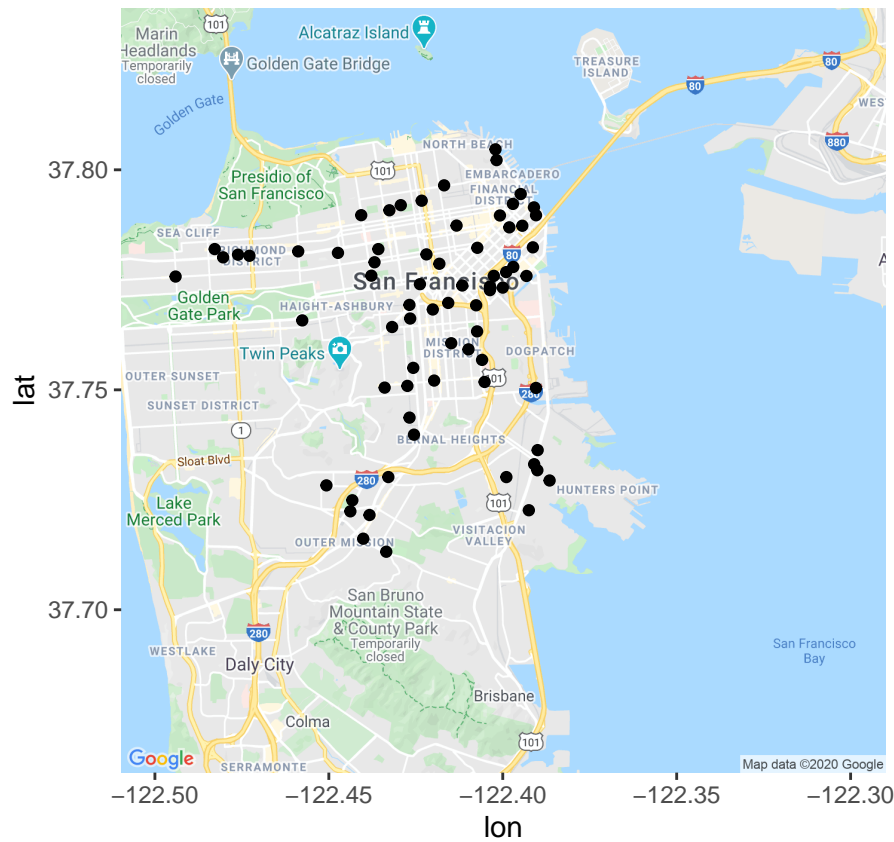 101
Marin
Headlands
Temporarily
closed
Alcatraz Island
Golden Gate Bridge
TREASURE
ISLAND
80
80
WES
880
Golden Gate
NORTH BEACH
101
EMBARCADERO
FINANCIAL
DISTRICT
Presidio of
San Francisco
SEA CLIFF
RICHMOND
DISTRICT
80
A
San Francisco
Golden
Gate Park
HAIGHT-ASHBURY
Twin Peaks
MISSION
DISTRICT
DOGPATCH
OUTER SUNSET
101
280
SUNSET DISTRICT
1
BERNAL HEIGHTS
Sloat Blvd
280
HUNTERS POINT
Lake
Merced Park
101
OUTER MISSION
VISITACION
VALLEY
San Bruno
Mountain State
& County Park
Temporarily
closed
280
WESTLAKE
Daly City
San Francisco
Bay
Brisbane
Colma
101
Google
SERRAMONTE
Map data ©2020 Google
37.80
37.75
37.70
lat
−122.50
−122.45
−122.40
−122.35
−122.30
lon